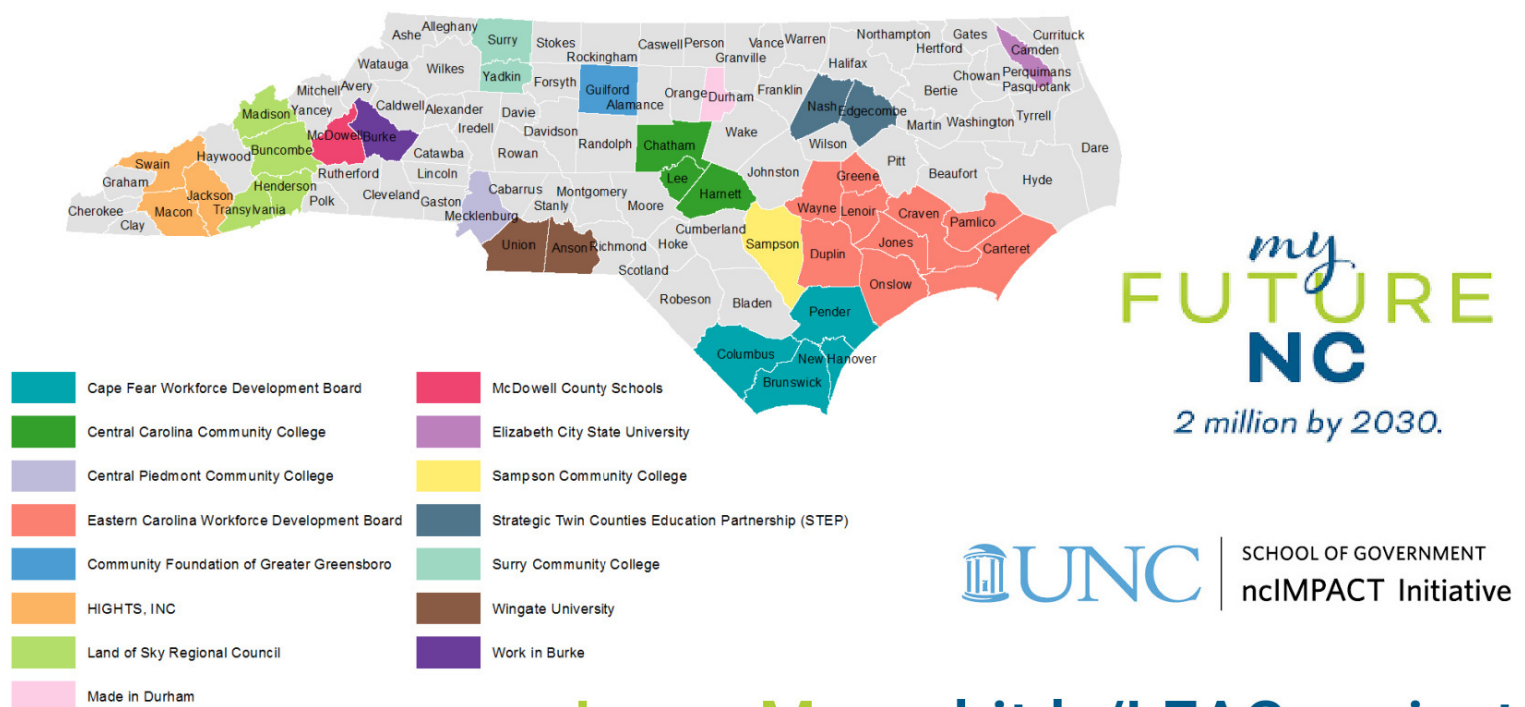 Ashe
Alleghany
Surry
Stokes
Rockingham
Caswell
Person
Granville
Vance
Warren
Northampton
Hertford
Gates
Currituck
Camden
Watauga
Wilkes
Yadkin
Forsyth
Guilford
Alamance
Orange
Durham
Franklin
Halifax
Nash
Edgecombe
Bertie
Chowan
Perquimans
Pasquotank
Mitchell
Avery
Yancey
Madison
Caldwell
Alexander
Davie
Iredell
Davidson
Randolph
Chatham
Wake
Wilson
Martin
Washington
Tyrrell
Dare
McDowell
Burke
Buncombe
Haywood
Swain
Graham
Rutherford
Catawba
Lincoln
Rowan
Lee
Harnett
Johnston
Greene
Pitt
Beaufort
Hyde
Cherokee
Clay
Macon
Jackson
Transylvania
Henderson
Polk
Cleveland
Gaston
Mecklenburg
Cabarrus
Stanly
Montgomery
Moore
Cumberland
Sampson
Wayne
Lenoir
Craven
Pamlico
Carteret
Jones
Duplin
Onslow
Union
Anson
Richmond
Hoke
Scotland
Robeson
Bladen
Pender
Columbus
New Hanover
Brunswick
Cape Fear Workforce Development Board
Central Carolina Community College
Central Piedmont Community College
Eastern Carolina Workforce Development Board
Community Foundation of Greater Greensboro
HIGHTS, INC
Land of Sky Regional Council
Made in Durham
McDowell County Schools
Elizabeth City State University
Sampson Community College
Strategic Twin Counties Education Partnership (STEP)
Surry Community College
Wingate University
Work in Burke
my
FUTURE
NC
2 million by 2030.
UNC
SCHOOL OF GOVERNMENT
ncIMPACT Initiative